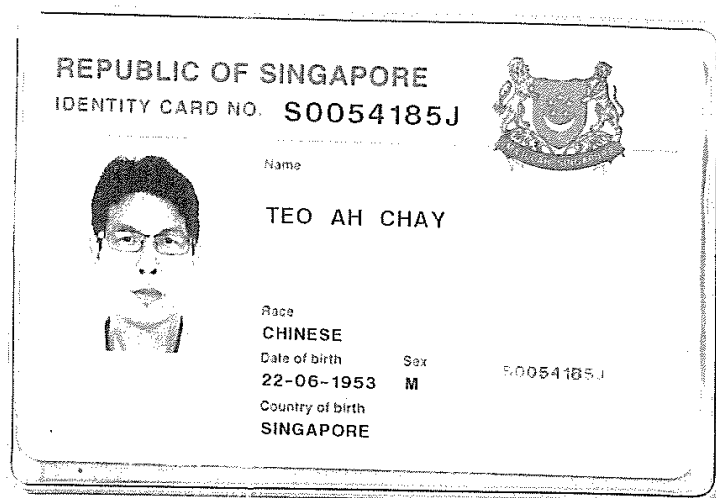 REPUBLIC OF SINGAPORE
IDENTITY CARD NO. S0054185J
Name
TEO AH CHAY
Race
CHINESE
Date of birth Sex
22-06-1953 M
S0054185J
Country of birth
SINGAPORE